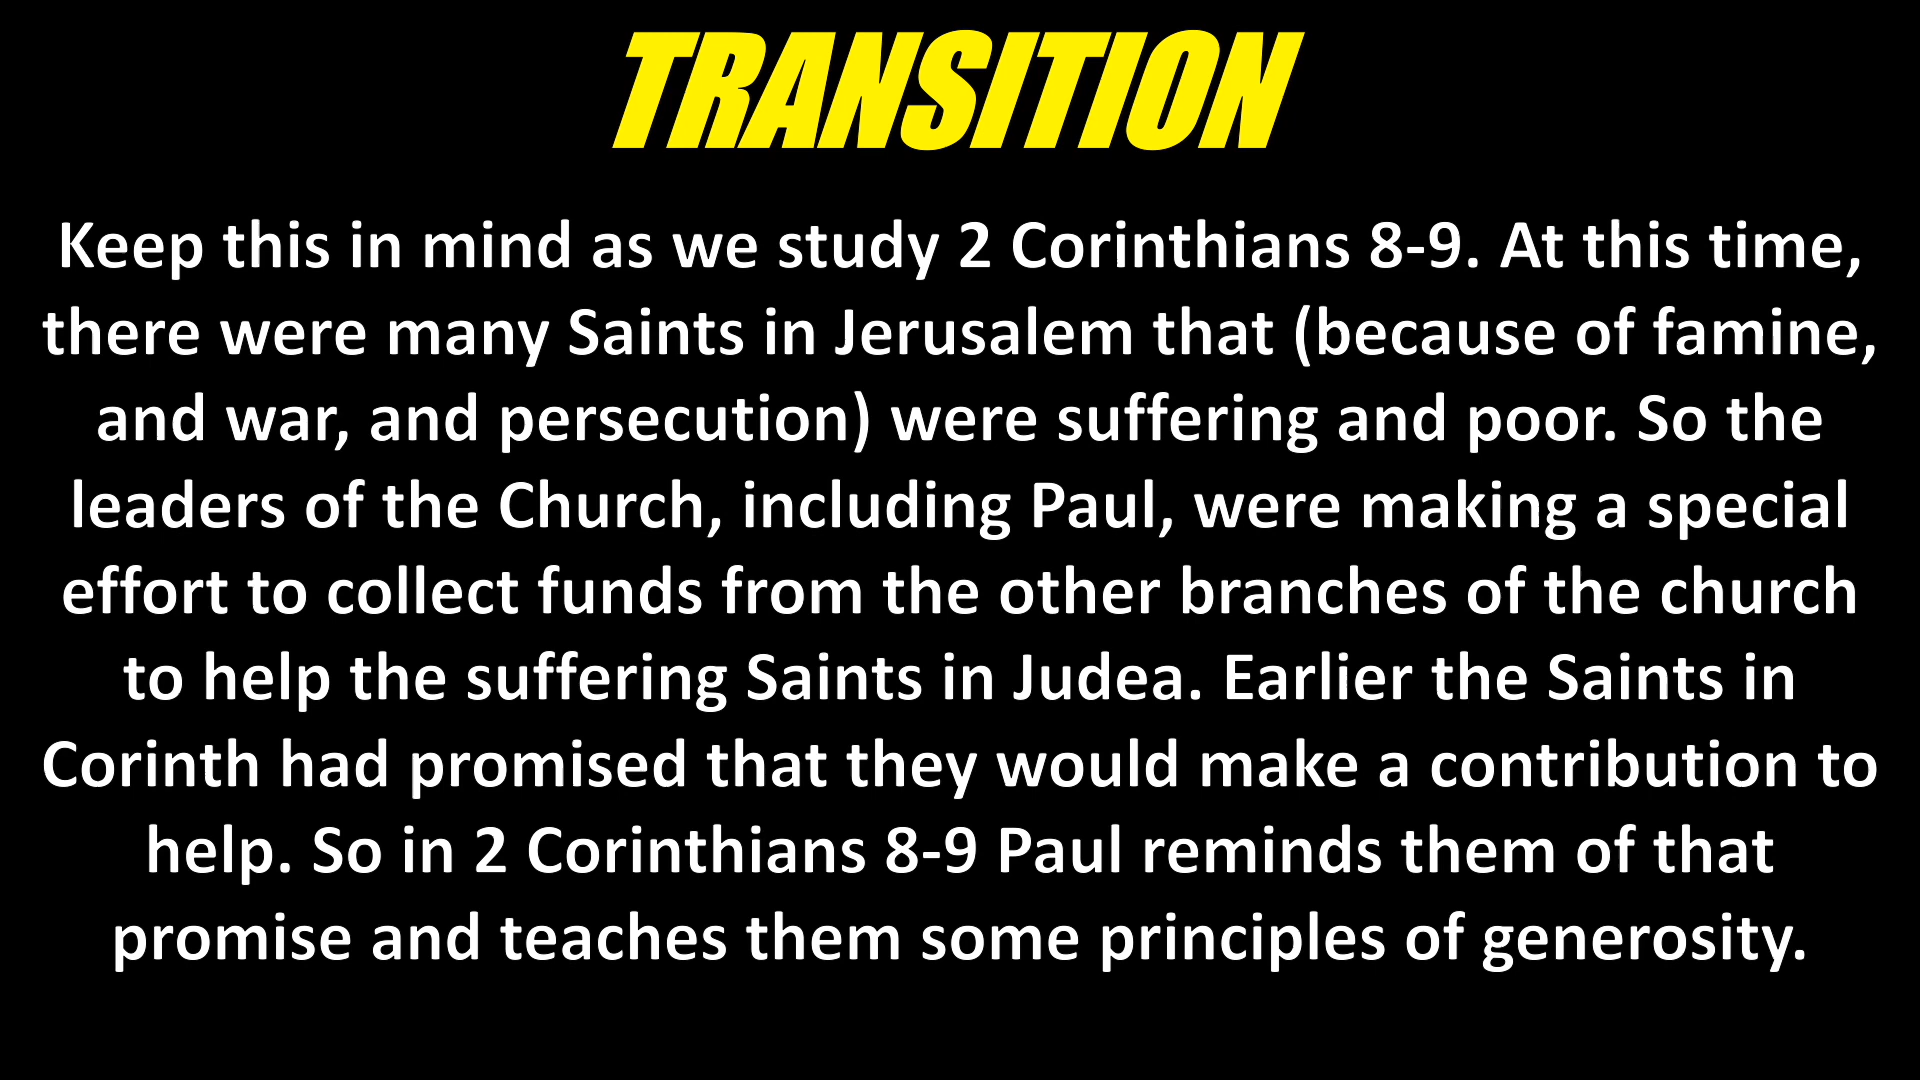 TRANSITION
Keep this in mind as we study 2 Corinthians 8-9. At this time,
there were many Saints in Jerusalem that (because of famine,
and war, and persecution) were suffering and poor. So the
leaders of the Church, including Paul, were making a special
effort to collect funds from the other branches of the church
to help the suffering Saints in Judea. Earlier the Saints in
Corinth had promised that they would make a contribution to
help. So in 2 Corinthians 8-9 Paul reminds them of that
promise and teaches them some principles of generosity.